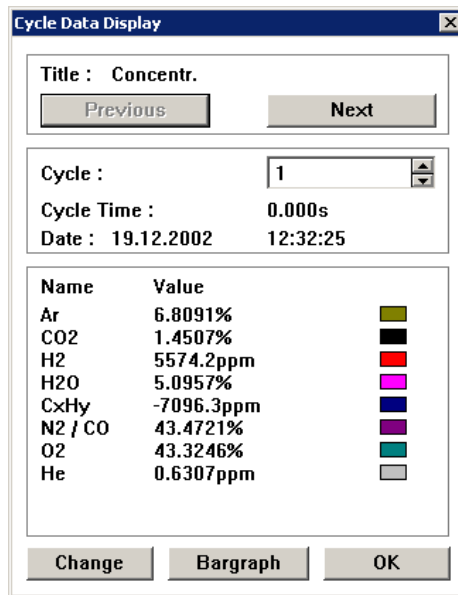 Cycle Data Display
Title : Concentr.
Previous Next
Cycle : 1
Cycle Time : 0.000s
Date : 19.12.2002 12:32:25
Name Value
Ar 6.8091%
CO2 1.4507%
H2 5574.2ppm
H2O 5.0957%
CxHy -7096.3ppm
N2 / CO 43.4721%
O2 43.3246%
He 0.6307ppm
Change Bargraph OK